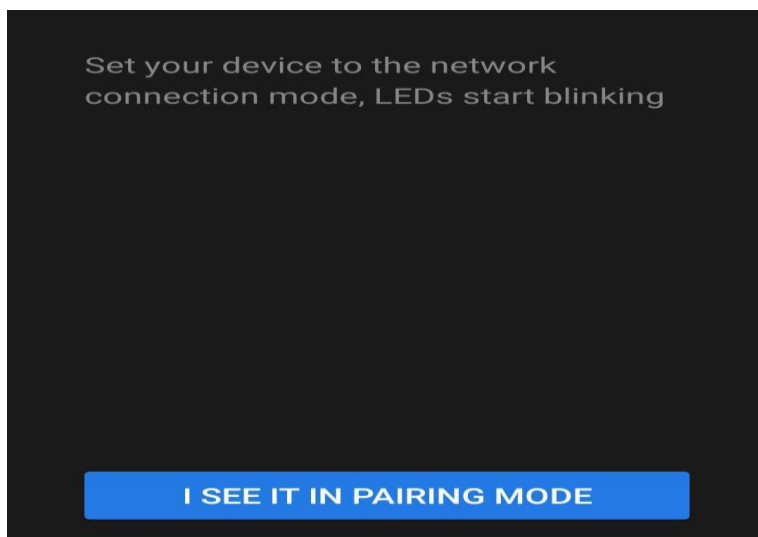 Set your device to the network
connection mode, LEDs start blinking
I SEE IT IN PAIRING MODE